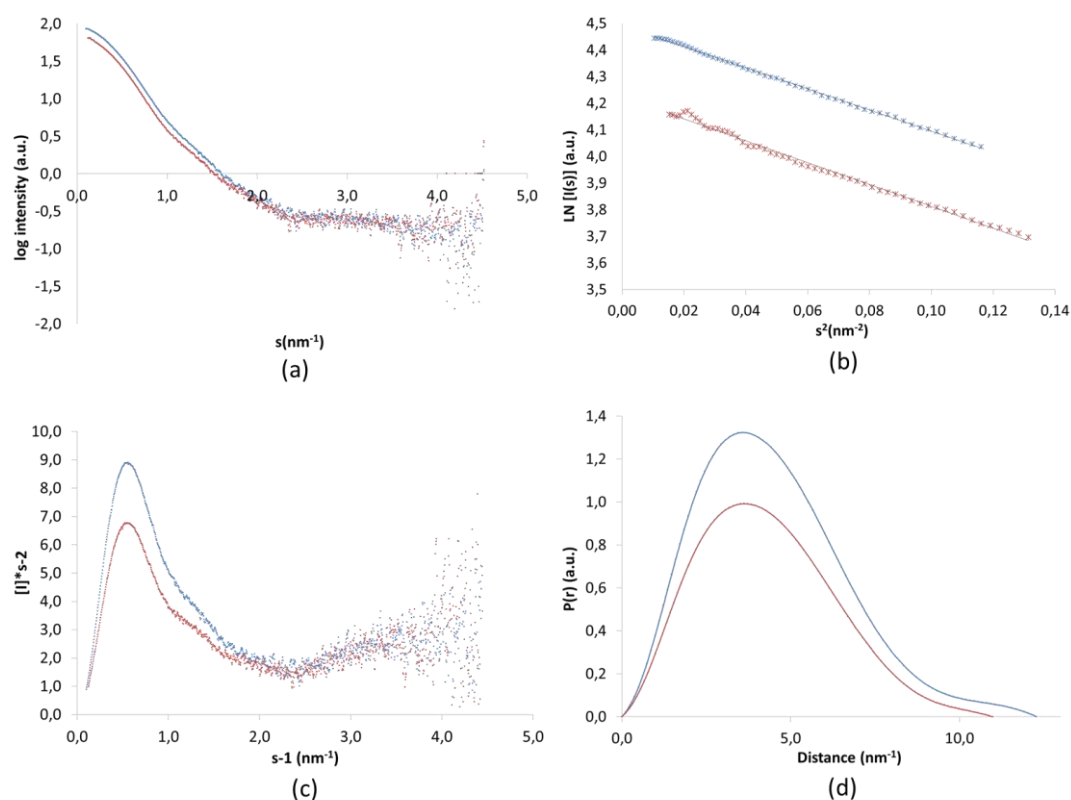 2,0
1,5
1,0
0,5
0,0
-0,5
-1,0
-1,5
-2,0
log intensity (a.u.)
0,0 1,0 2,0 3,0 4,0 5,0
s(nm-1)
(a)
4,5
4,4
4,3
4,2
4,1
4,0
3,9
3,8
3,7
3,6
3,5
LN [I(s)] (a.u.)
0,00 0,02 0,04 0,06 0,08 0,10 0,12 0,14
s²(nm-2)
(b)
10,0
9,0
8,0
7,0
6,0
5,0
4,0
3,0
2,0
1,0
0,0
[I]*s-2
0,0 1,0 2,0 3,0 4,0 5,0
s-1 (nm-1)
(c)
1,4
1,2
1,0
0,8
0,6
0,4
0,2
0,0
P(r) (a.u.)
0,0 5,0 10,0
Distance (nm-1)
(d)